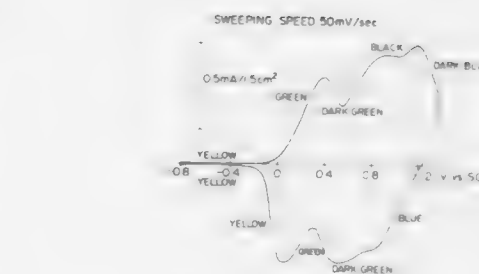 SWEEPING SPEED 50mV/sec
BLACK
DARK BLU
0.5mA/1.5cm²
GREEN
DARK GREEN
YELLOW
0.8 -0.4 0 0.4 0.8 1.2 V vs SC
YELLOW
YELLOW
BLUE
GREEN
DARK GREEN